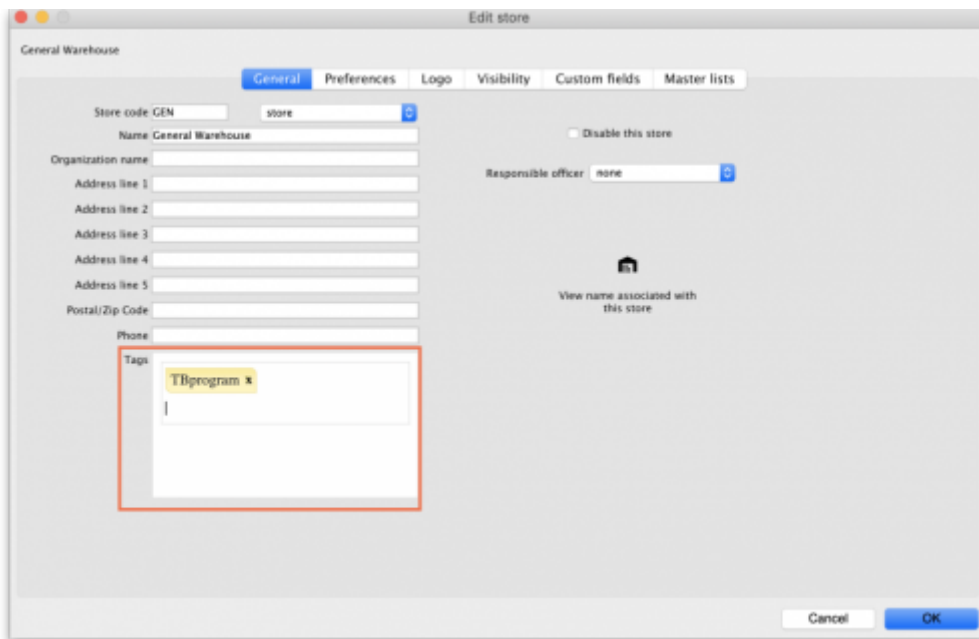 Edit store
General Warehouse
General Preferences Logo Visibility Custom fields Master lists
Store code GEN store
Name General Warehouse
Organization name
Address line 1
Address line 2
Address line 3
Address line 4
Address line 5
Postal/Zip Code
Phone
Tags
TBprogram x
Disable this store
Responsible officer none
View name associated with
this store
Cancel OK